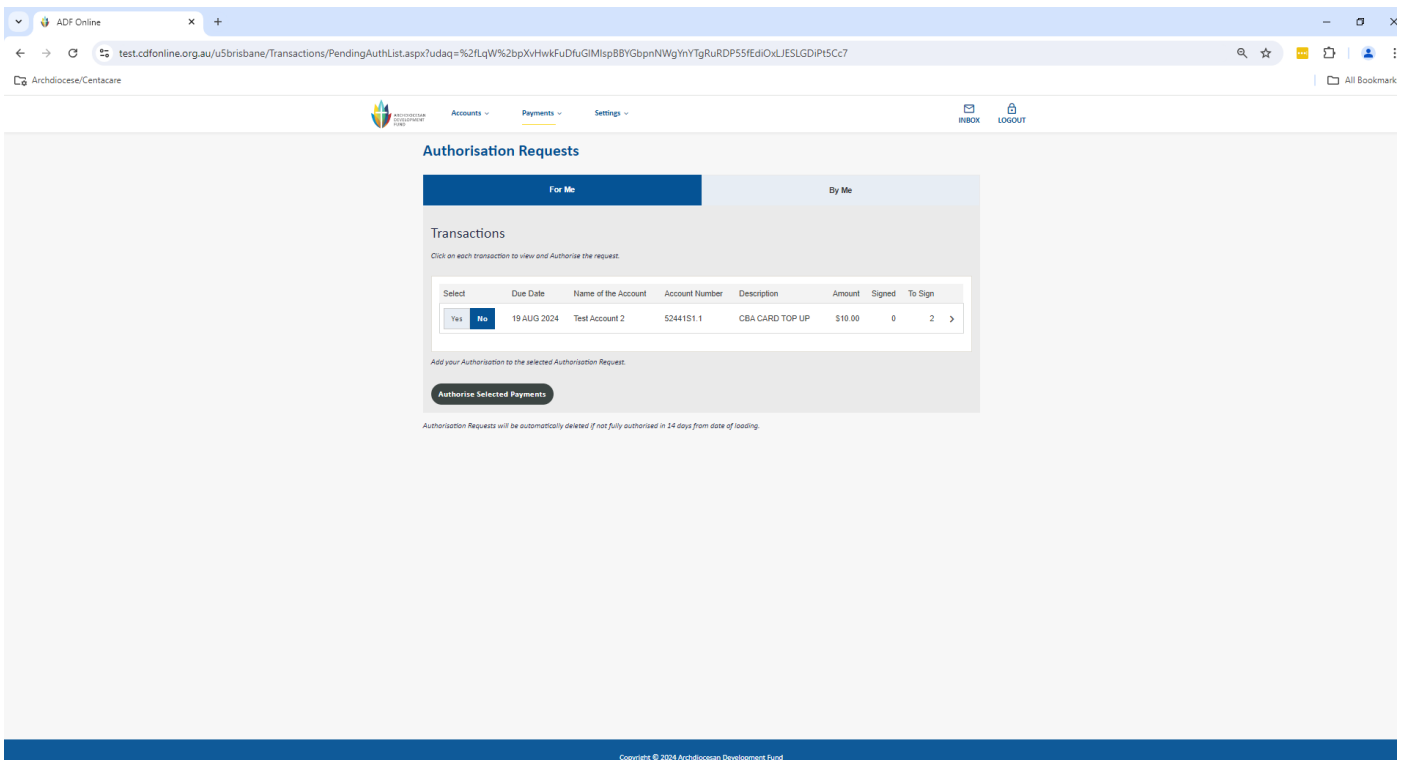 ADF Online
test.cdfonline.org.au/u5brisbane/Transactions/PendingAuthList.aspx?udaq=%2fLqW%2bpXvHwkFuDfuGlMIspBBYGbpnNWgYnYTgRuRDP55fEdiOxLJESLGDiPt5Cc7
Archdiocese/Centacare
All Bookmark
ARCHDIOCESAN
DEVELOPMENT
FUND
Accounts
Payments
Settings
INBOX
LOGOUT
Authorisation Requests
For Me
By Me
Transactions
Click on each transaction to view and Authorise the request.
Select Due Date Name of the Account Account Number Description Amount Signed To Sign
Yes No 19 AUG 2024 Test Account 2 52441S1.1 CBA CARD TOP UP $10.00 0 2
Add your Authorisation to the selected Authorisation Request.
Authorise Selected Payments
Authorisation Requests will be automatically deleted if not fully authorised in 14 days from date of loading.
Copyright © 2024 Archdiocesan Development Fund